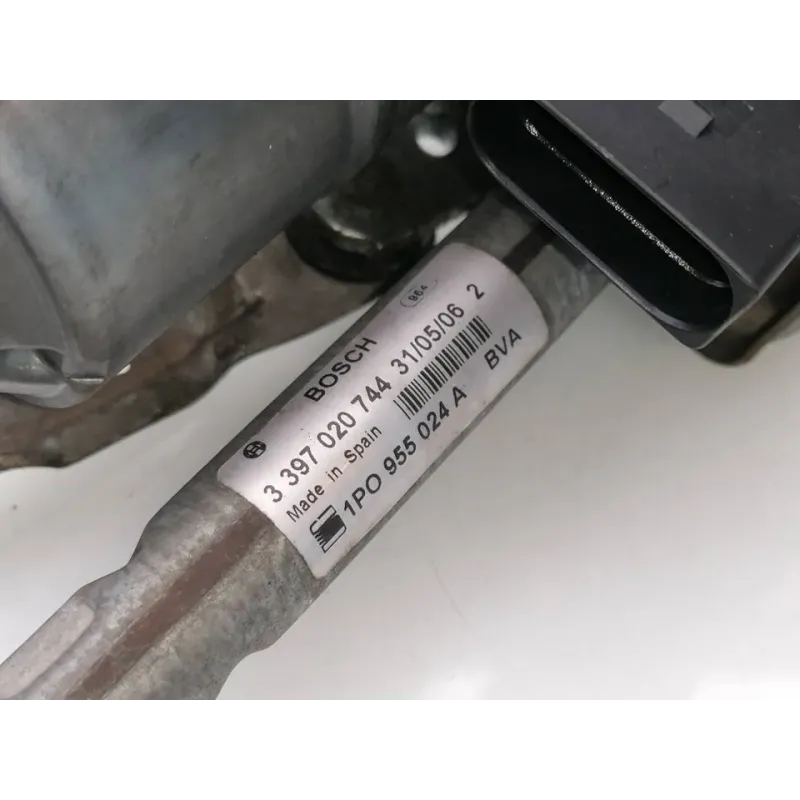 964
BOSCH
3 397 020 744 31/05/06 2
Made in Spain
1PO 955 024 A BVA